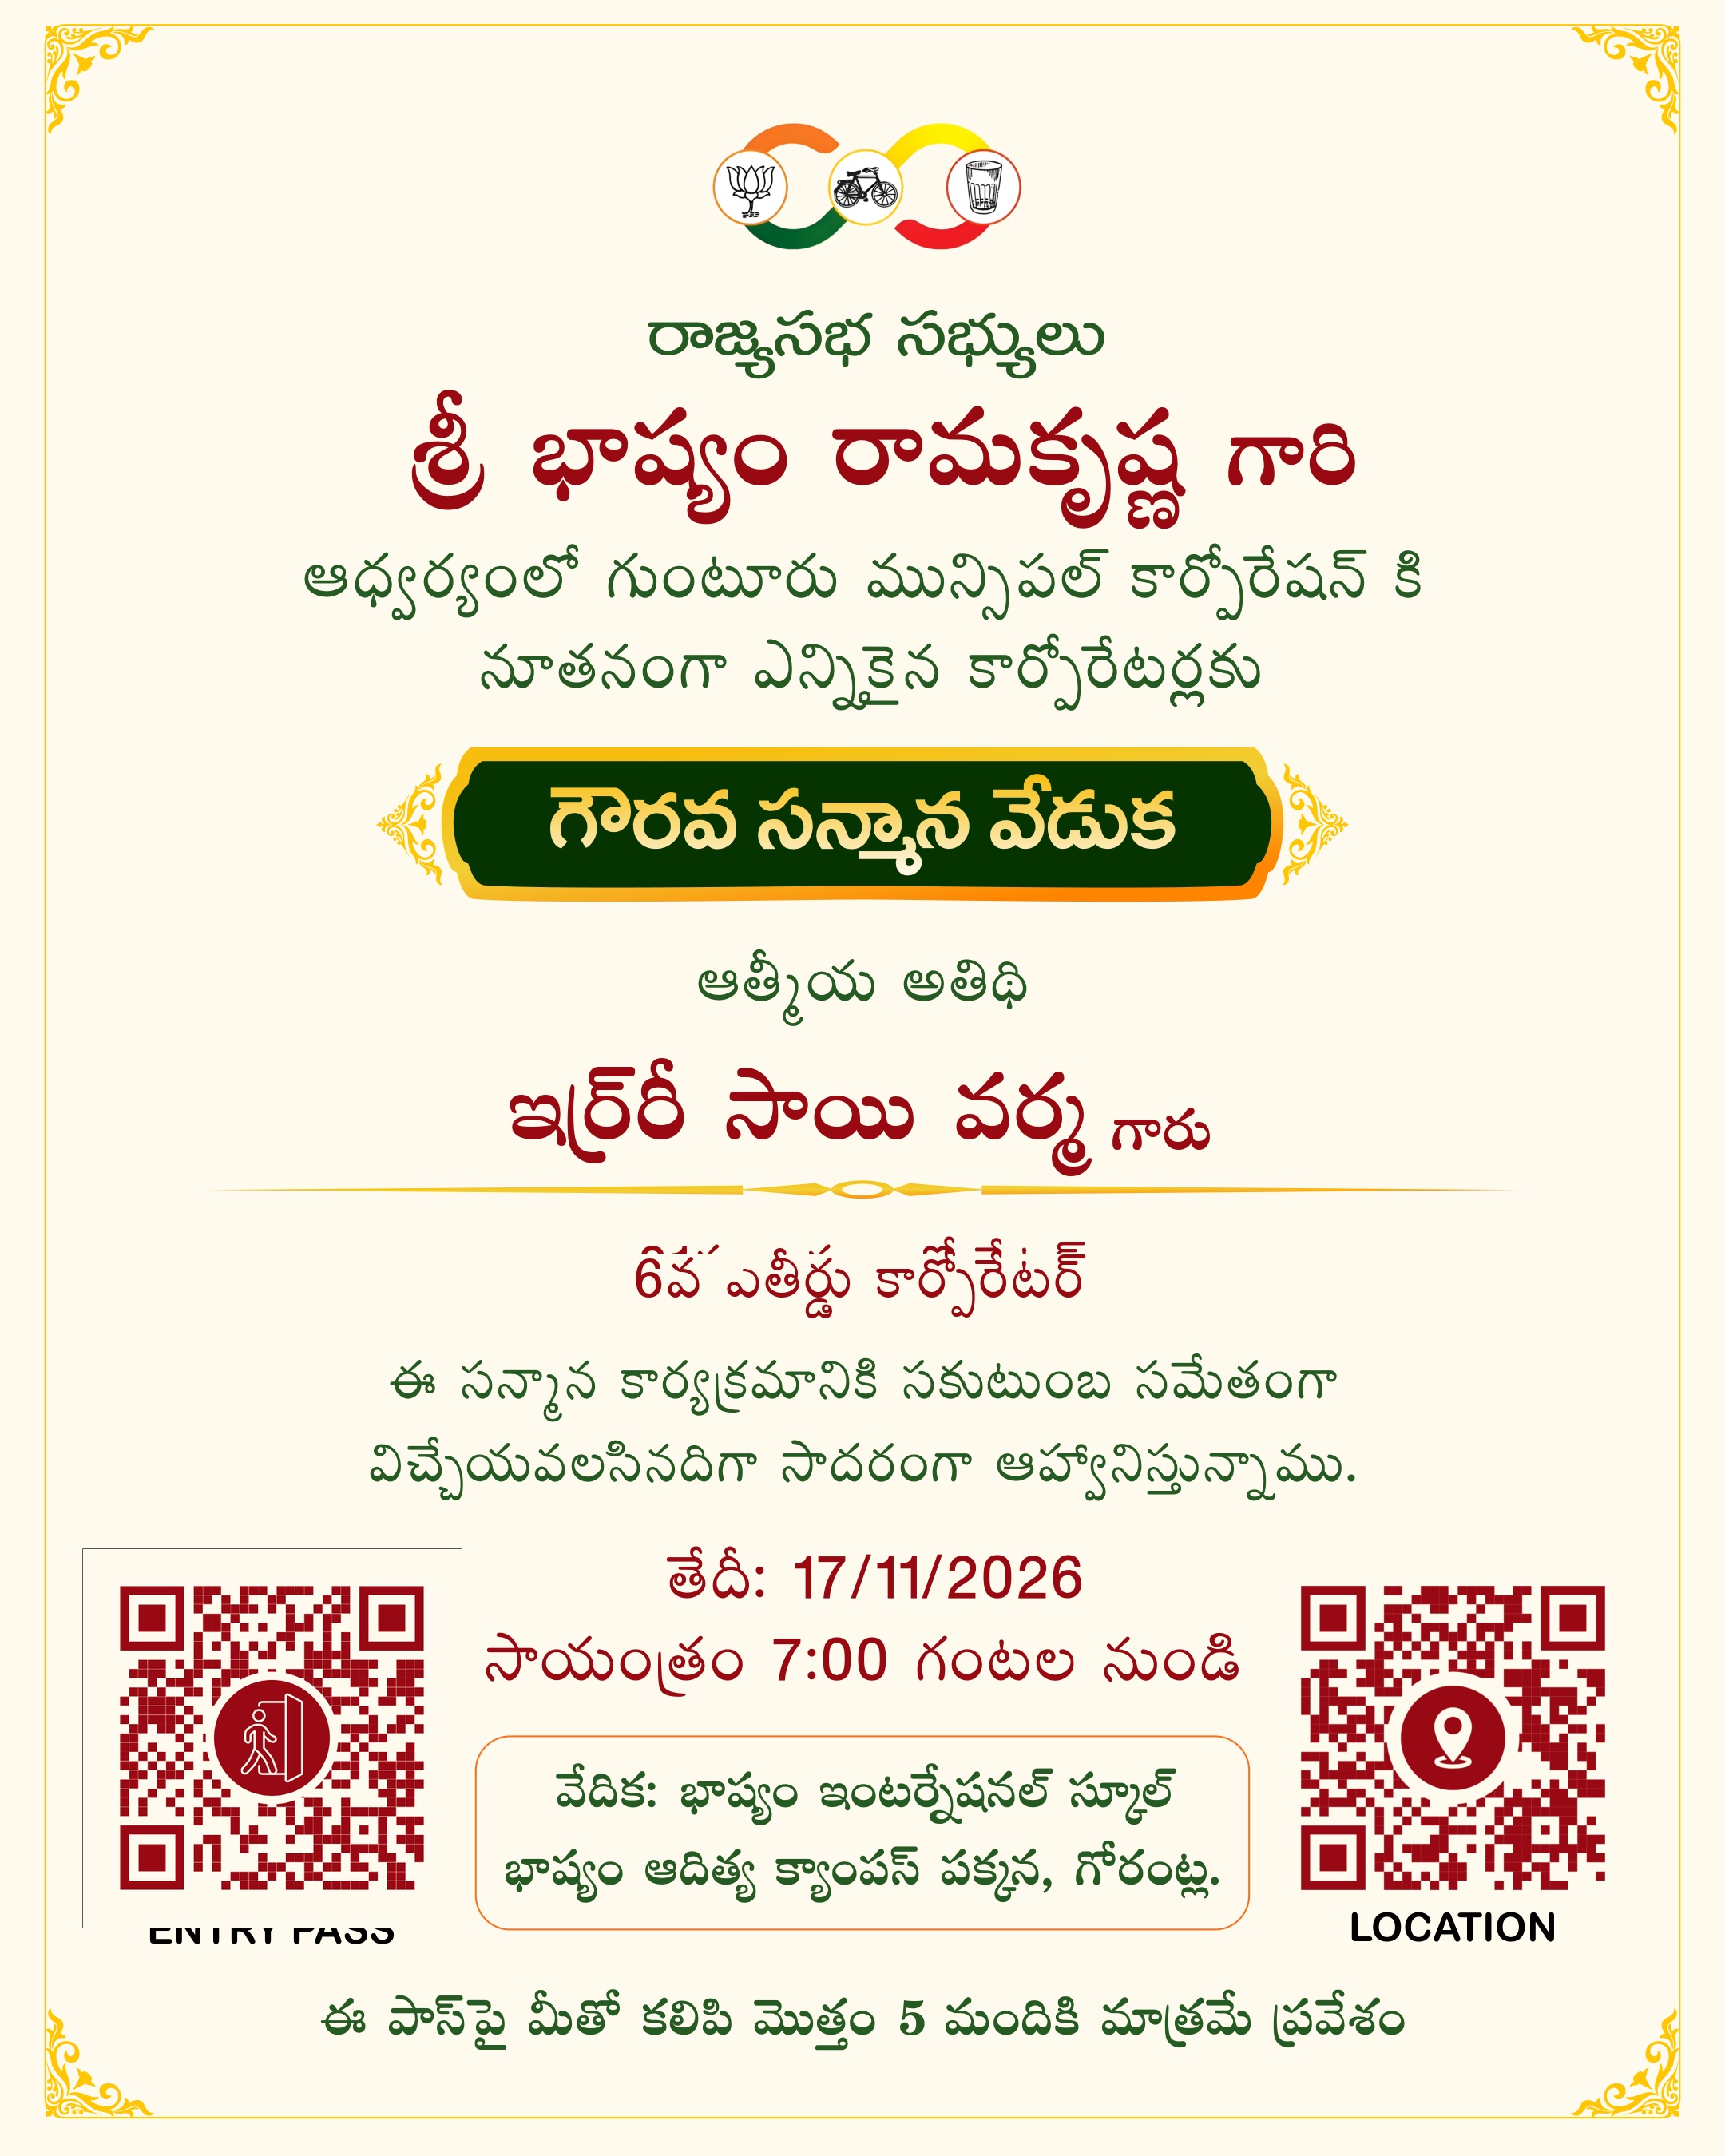 రాజ్యసభ సభ్యులు
శ్రీ భాష్యం రామకృష్ణ గారి
ఆధ్వర్యంలో గుంటూరు మున్సిపల్ కార్పోరేషన్ కి
నూతనంగా ఎన్నికైన కార్పోరేటర్లకు
గౌరవ సన్మాన వేడుక
ఆత్మీయ అతిథి
ఇర్ర్‌రీ సాయి వర్మ గారు
6వ కార్పోరేటర్
ఈ సన్మాన కార్యక్రమానికి సకుటుంబ సమేతంగా
విచ్చేయవలసినదిగా సాదరంగా ఆహ్వానిస్తున్నాము.
తేదీ: 17/11/2026
సాయంత్రం 7:00 గంటల నుండి
వేదిక: భాష్యం ఇంటర్నేషనల్ స్కూల్
భాష్యం ఆదిత్య క్యాంపస్ పక్కన, గోరంట్ల.
ENTRY PASS
LOCATION
ఈ పాస్‌పై మీతో కలిపి మొత్తం 5 మందికి మాత్రమే ప్రవేశం